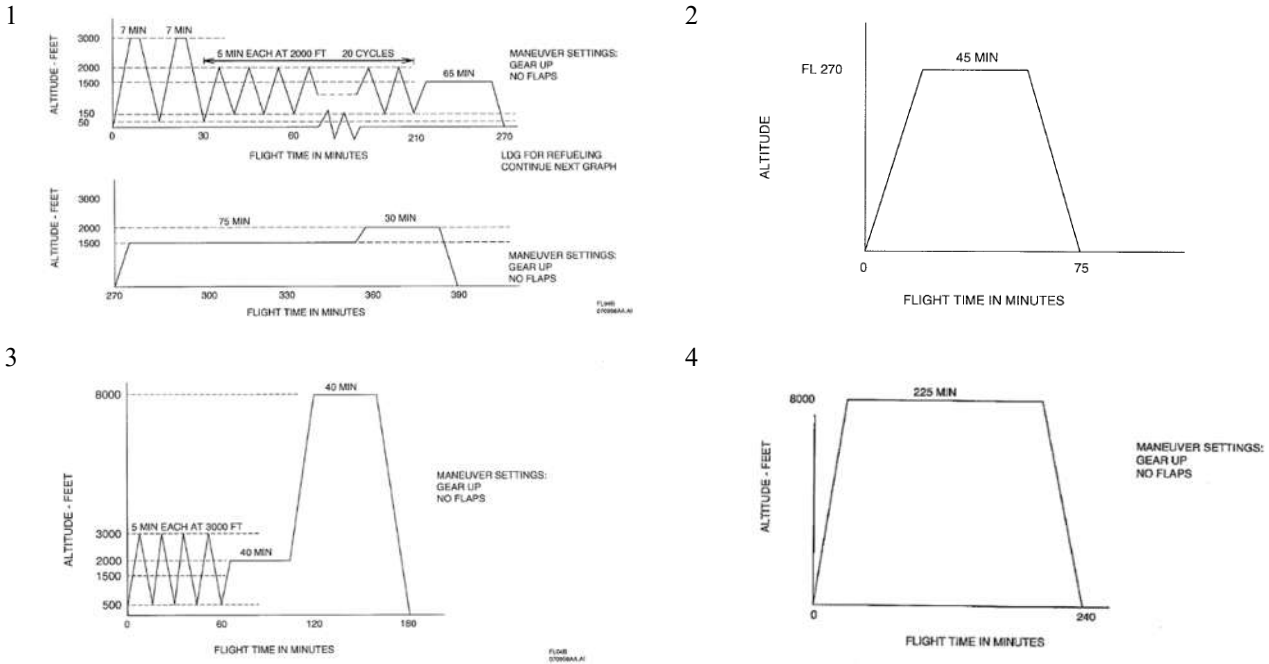 1
7 MIN 7 MIN
3000
5 MIN EACH AT 2000 FT 20 CYCLES
MANEUVER SETTINGS:
GEAR UP
NO FLAPS
2000
1500
65 MIN
150
50
ALTITUDE - FEET
0 30 60 210 270
FLIGHT TIME IN MINUTES
LDG FOR REFUELING
CONTINUE NEXT GRAPH
3000
75 MIN 30 MIN
2000
1500
ALTITUDE - FEET
MANEUVER SETTINGS:
GEAR UP
NO FLAPS
270 300 330 360 390
FLIGHT TIME IN MINUTES
2
45 MIN
FL 270
ALTITUDE
0 75
FLIGHT TIME IN MINUTES
3
40 MIN
8000
MANEUVER SETTINGS:
GEAR UP
NO FLAPS
ALTITUDE - FEET
5 MIN EACH AT 3000 FT
3000
40 MIN
2000
1500
500
0 60 120 180
FLIGHT TIME IN MINUTES
4
225 MIN
8000
ALTITUDE - FEET
MANEUVER SETTINGS:
GEAR UP
NO FLAPS
0 240
FLIGHT TIME IN MINUTES